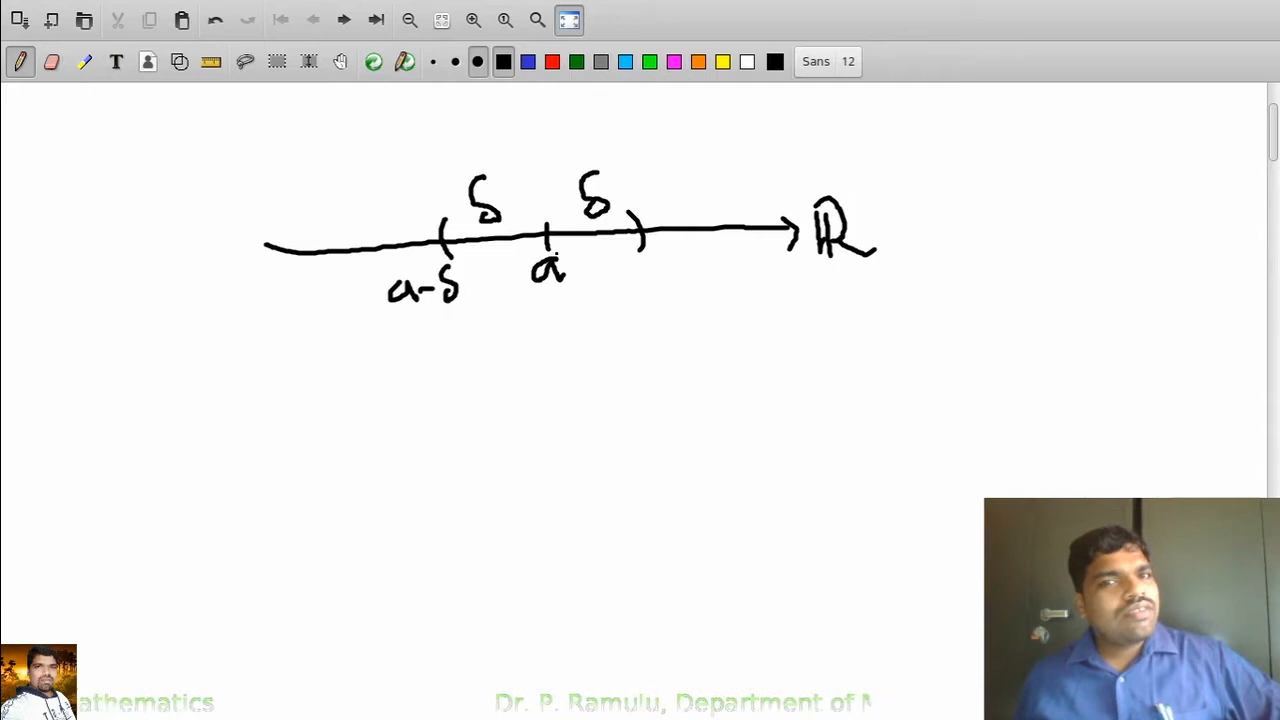 Sans 12
δ δ
a-δ a ℝ
athematics Dr. P. Ramulu, Department of M